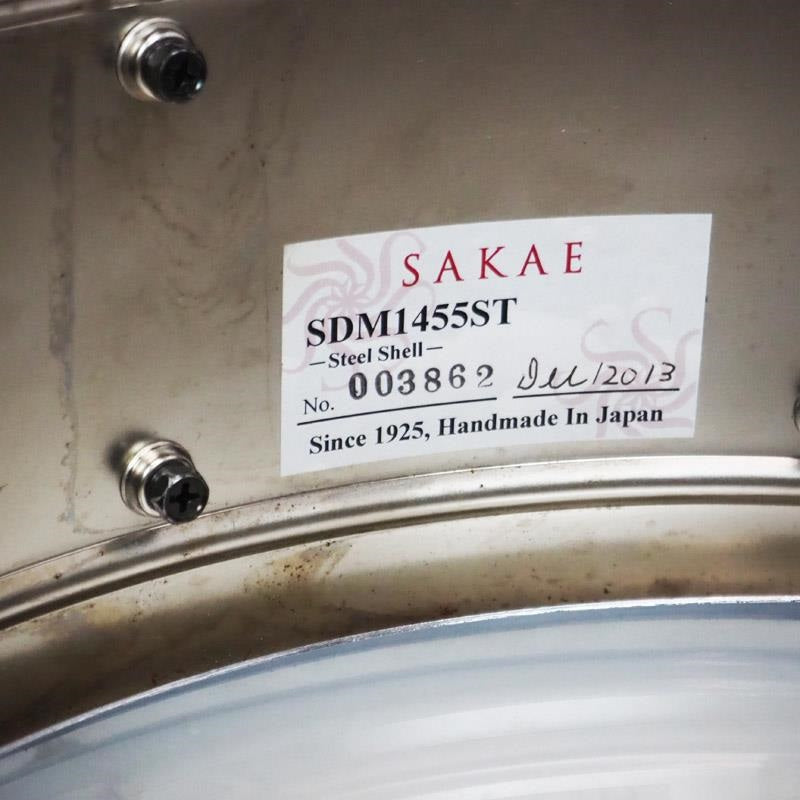 SAKAE
SDM1455ST
—Steel Shell—
No. 003862 Dec/2013
Since 1925, Handmade In Japan